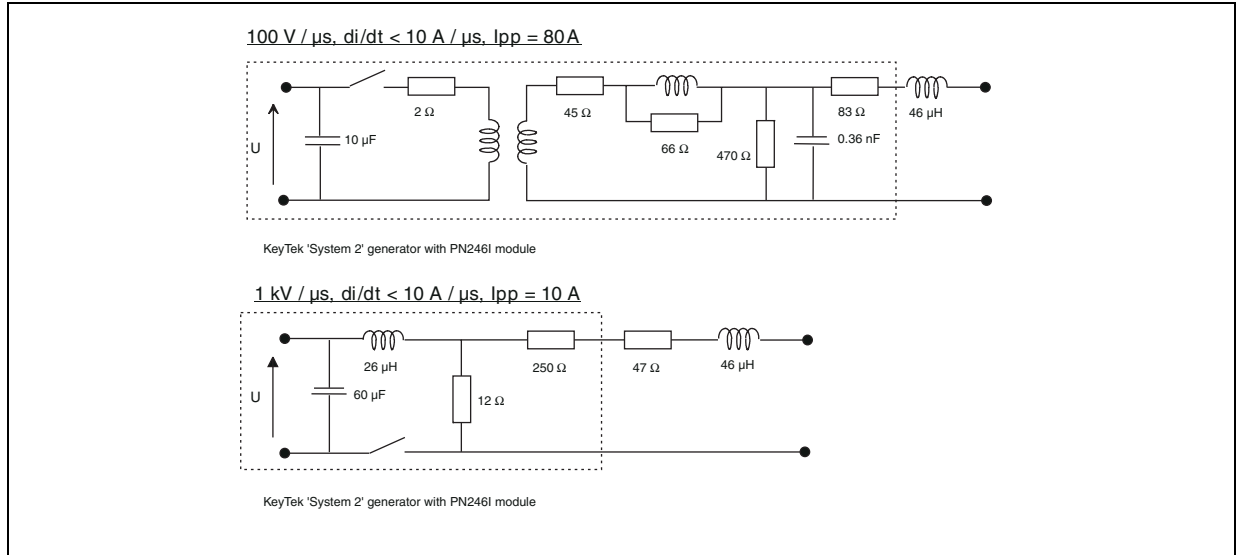 100 V / µs, di/dt < 10 A / µs, Ipp = 80 A
U
10 µF
2 Ω
45 Ω
66 Ω
470 Ω
83 Ω
0.36 nF
46 µH
KeyTek 'System 2' generator with PN246I module
1 kV / µs, di/dt < 10 A / µs, Ipp = 10 A
U
60 µF
26 µH
12 Ω
250 Ω
47 Ω
46 µH
KeyTek 'System 2' generator with PN246I module